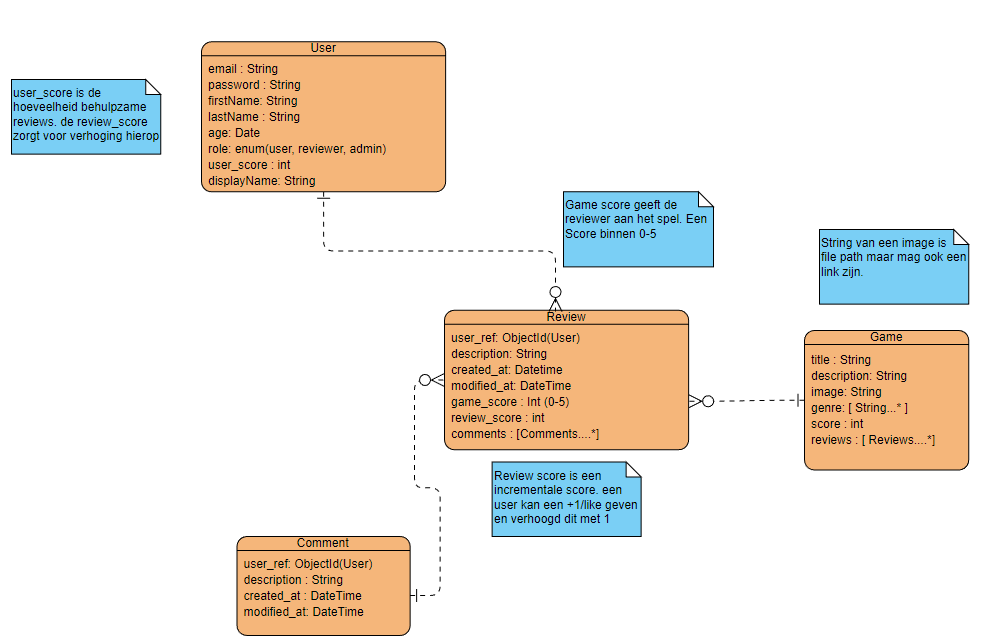 User
email : String
password : String
firstName: String
lastName : String
age: Date
role: enum(user, reviewer, admin)
user_score : int
displayName: String
user_score is de
hoeveelheid behulpzame
reviews. de review_score
zorgt voor verhoging hierop
Game score geeft de
reviewer aan het spel. Een
Score binnen 0-5
String van een image is
file path maar mag ook een
link zijn.
Review
user_ref: ObjectId(User)
description: String
created_at: Datetime
modified_at: DateTime
game_score : Int (0-5)
review_score : int
comments : [Comments....*]
Game
title : String
description: String
image: String
genre: [ String...* ]
score : int
reviews : [ Reviews....*]
Review score is een
incrementale score. een
user kan een +1/like geven
en verhoogd dit met 1
Comment
user_ref: ObjectId(User)
description : String
created_at : DateTime
modified_at: DateTime